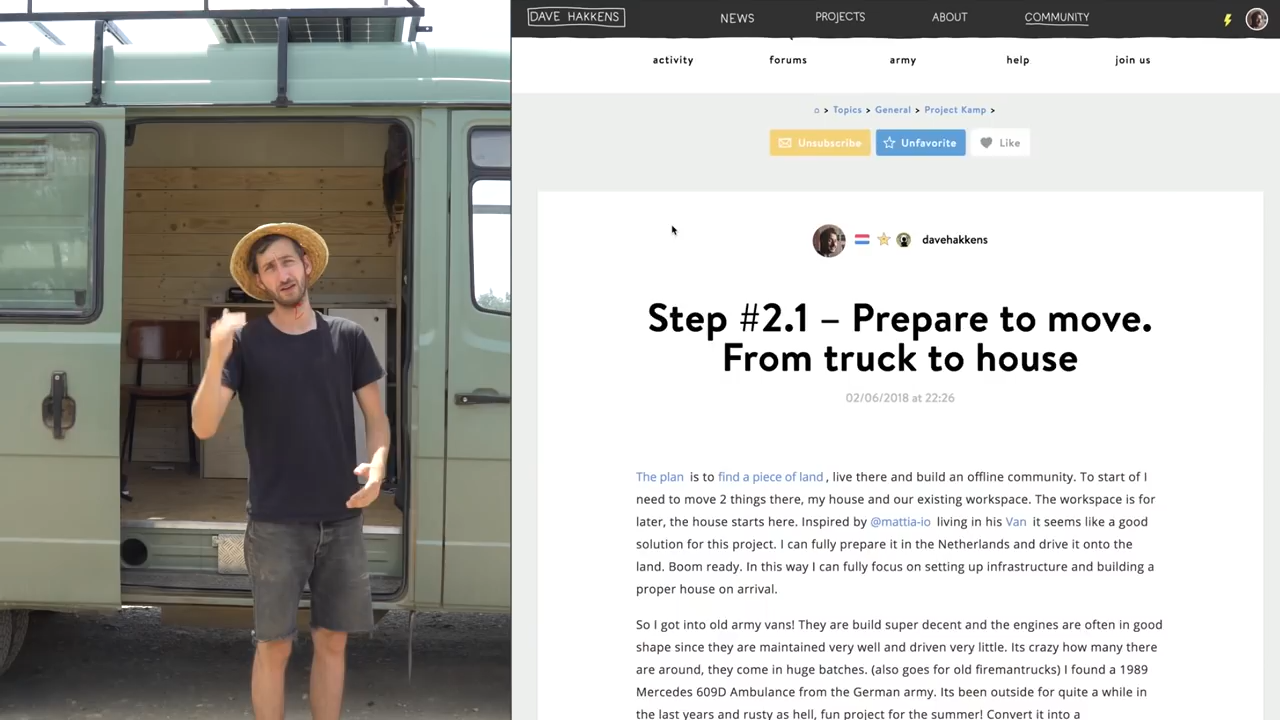 DAVE HAKKENS
NEWS
PROJECTS
ABOUT
COMMUNITY
activity
forums
army
help
join us
> Topics > General > Project Kamp >
Unsubscribe
Unfavorite
Like
davehakkens
Step #2.1 – Prepare to move.
From truck to house
02/06/2018 at 22:26
The plan is to find a piece of land , live there and build an offline community. To start of I
need to move 2 things there, my house and our existing workspace. The workspace is for
later, the house starts here. Inspired by @mattia-io living in his Van it seems like a good
solution for this project. I can fully prepare it in the Netherlands and drive it onto the
land. Boom ready. In this way I can fully focus on setting up infrastructure and building a
proper house on arrival.
So I got into old army vans! They are build super decent and the engines are often in good
shape since they are maintained very well and driven very little. Its crazy how many there
are around, they come in huge batches. (also goes for old firemantrucks) I found a 1989
Mercedes 609D Ambulance from the German army. Its been outside for quite a while in
the last years and rusty as hell, fun project for the summer! Convert it into a